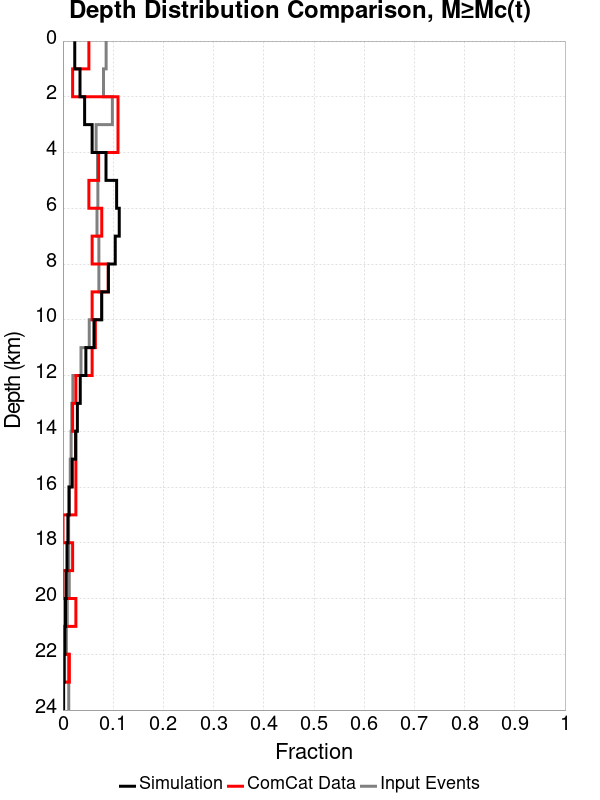 Depth Distribution Comparison, M≥Mc(t)
0
2
4
6
8
10
12
14
16
18
20
22
24
Depth (km)
0 0.1 0.2 0.3 0.4 0.5 0.6 0.7 0.8 0.9 1
Fraction
Simulation ComCat Data Input Events